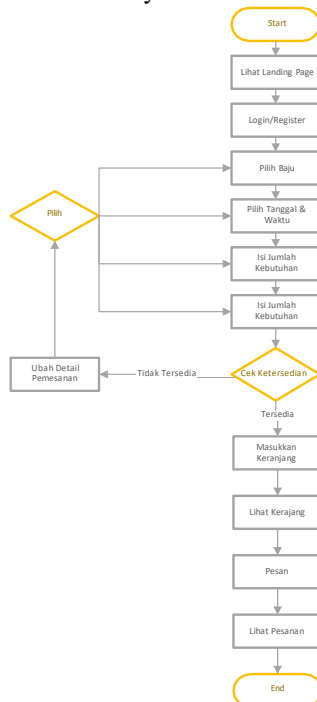 Start
Lihat Landing Page
Login/Register
Pilih Baju
Pilih
Pilih Tanggal &
Waktu
Isi Jumlah
Kebutuhan
Isi Jumlah
Kebutuhan
Ubah Detail
Pemesanan
Tidak Tersedia
Cek Ketersedian
Tersedia
Masukkan
Keranjang
Lihat Kerajang
Pesan
Lihat Pesanan
End